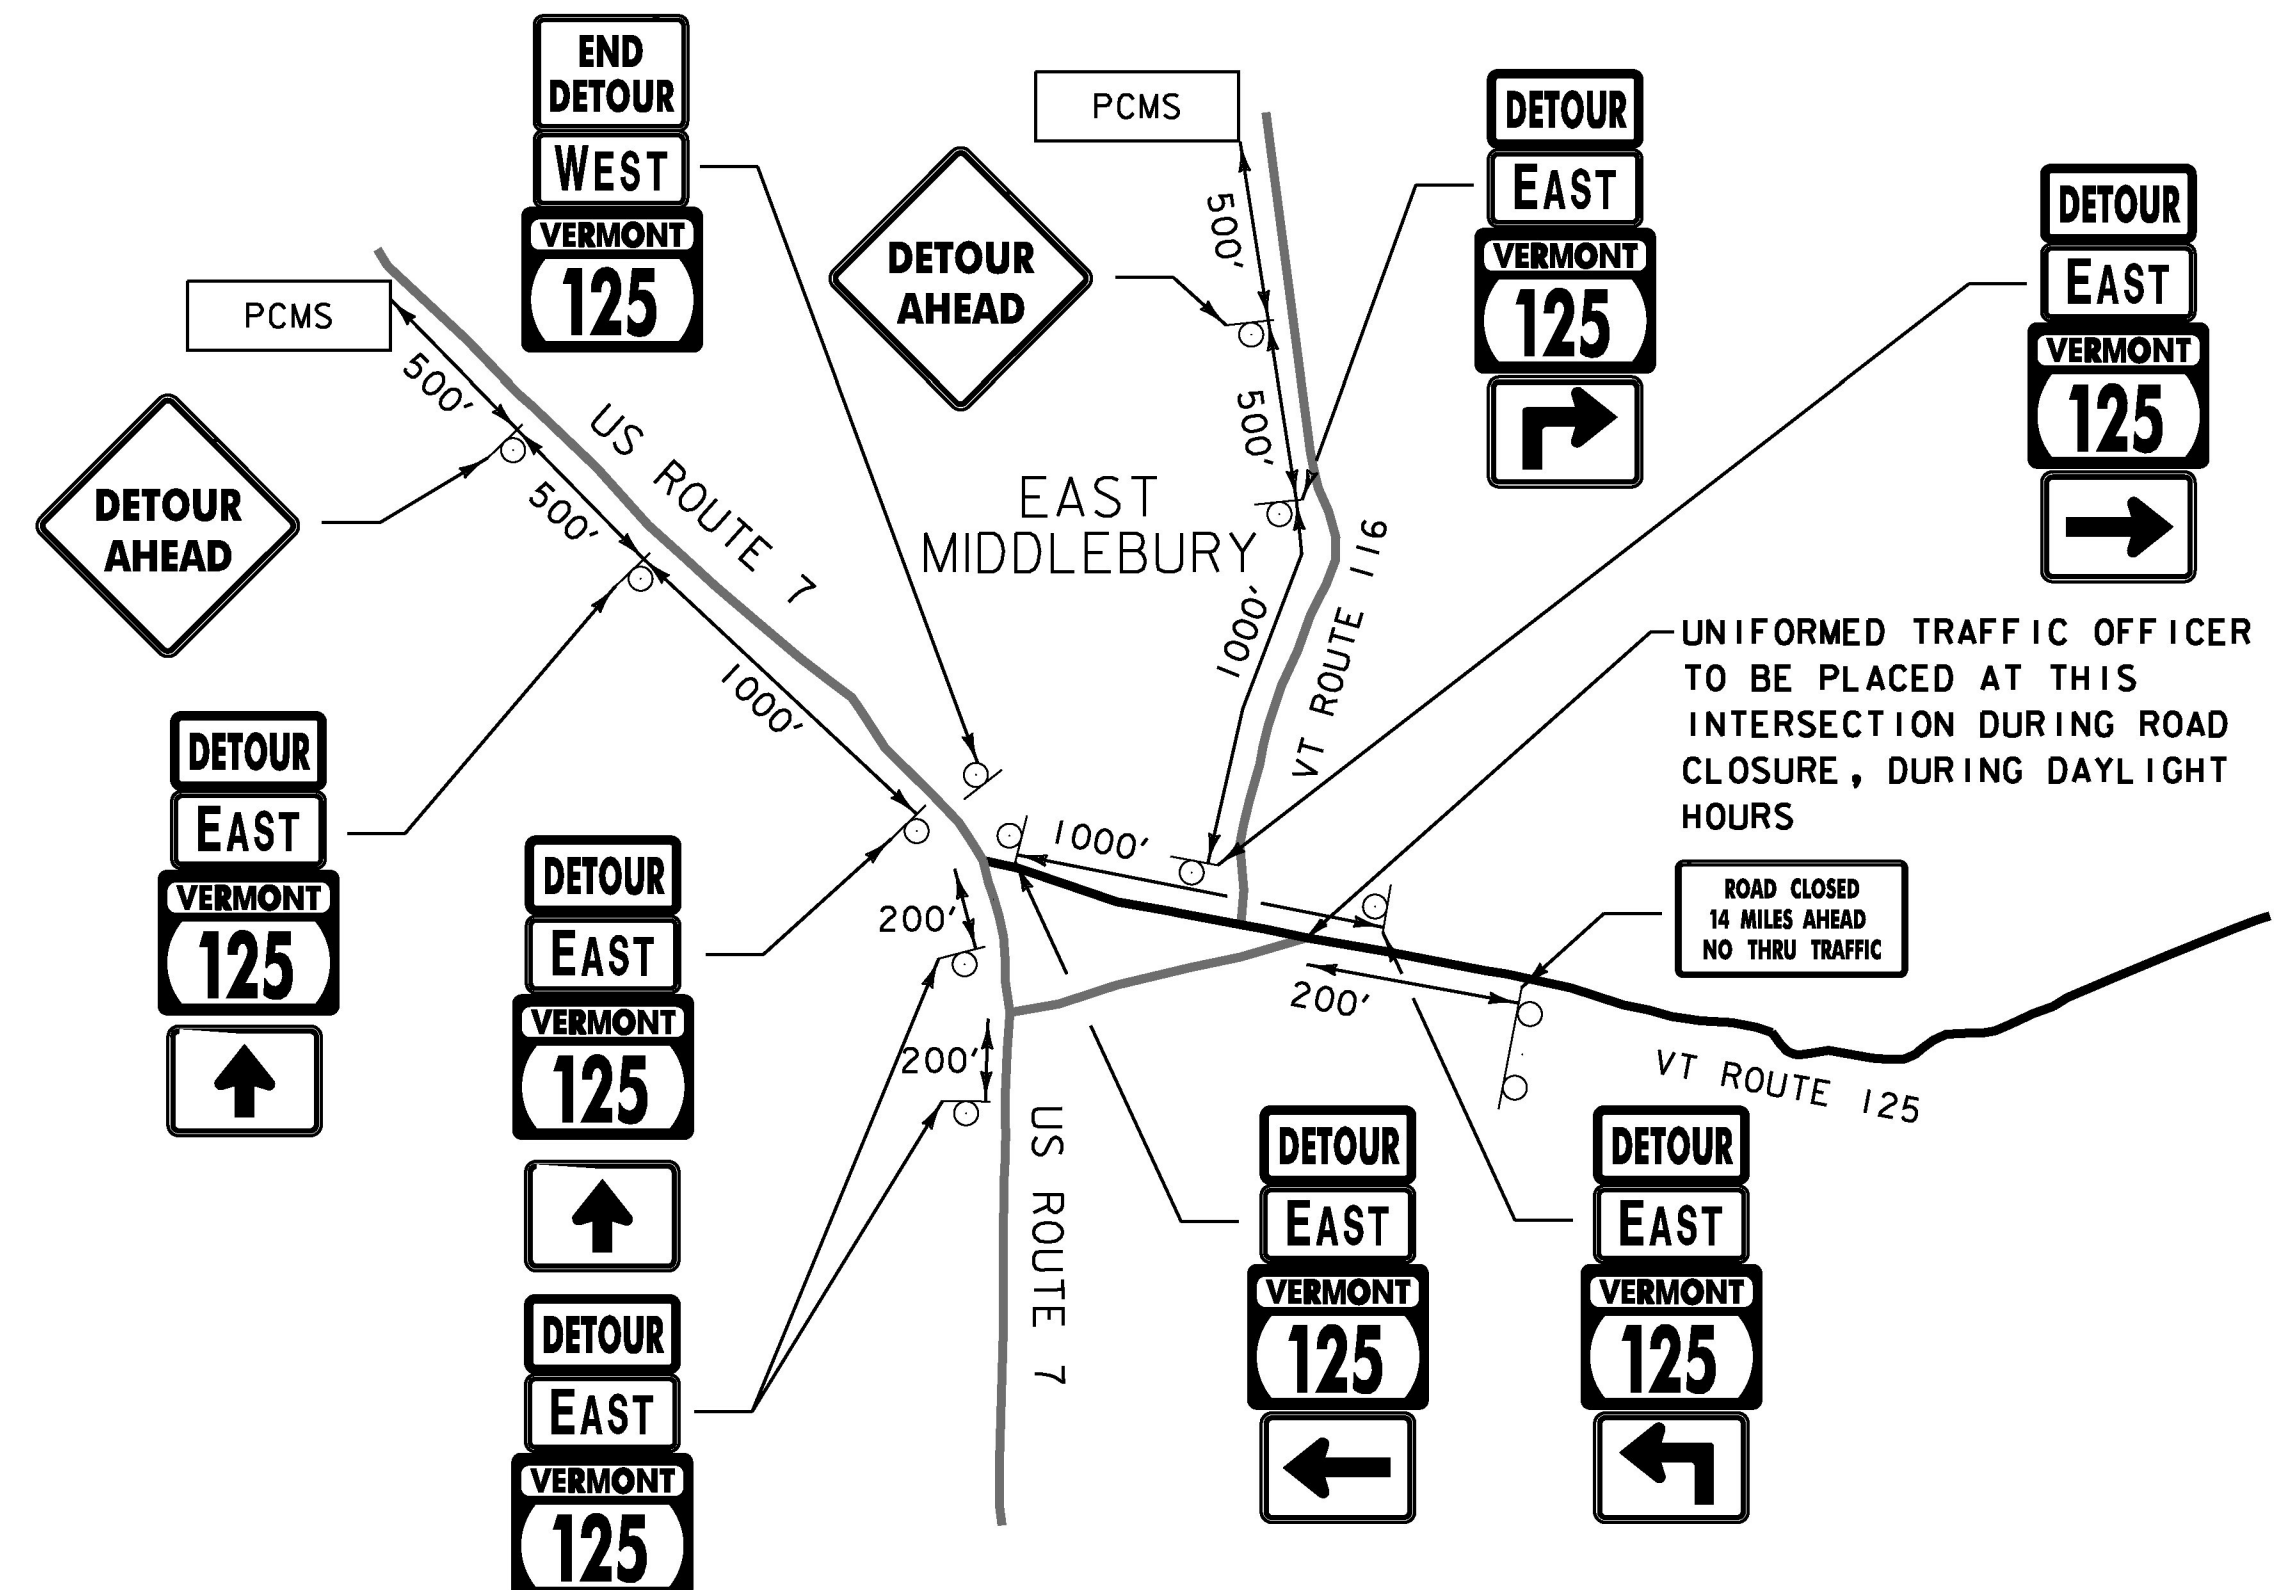 END
DETOUR
WEST
VERMONT
125
PCMS
DETOUR
AHEAD
500'
500'
1000'
DETOUR
EAST
VERMONT
125
DETOUR
EAST
VERMONT
125
PCMS
500'
500'
1000'
US ROUTE 7
DETOUR
AHEAD
EAST
MIDDLEBURY
VT ROUTE 116
UNIFORMED TRAFFIC OFFICER
TO BE PLACED AT THIS
INTERSECTION DURING ROAD
CLOSURE, DURING DAYLIGHT
HOURS
DETOUR
EAST
VERMONT
125
DETOUR
EAST
VERMONT
125
1000'
200'
200'
200'
ROAD CLOSED
14 MILES AHEAD
NO THRU TRAFFIC
VT ROUTE 125
US ROUTE 7
DETOUR
EAST
VERMONT
125
DETOUR
EAST
VERMONT
125
DETOUR
EAST
VERMONT
125